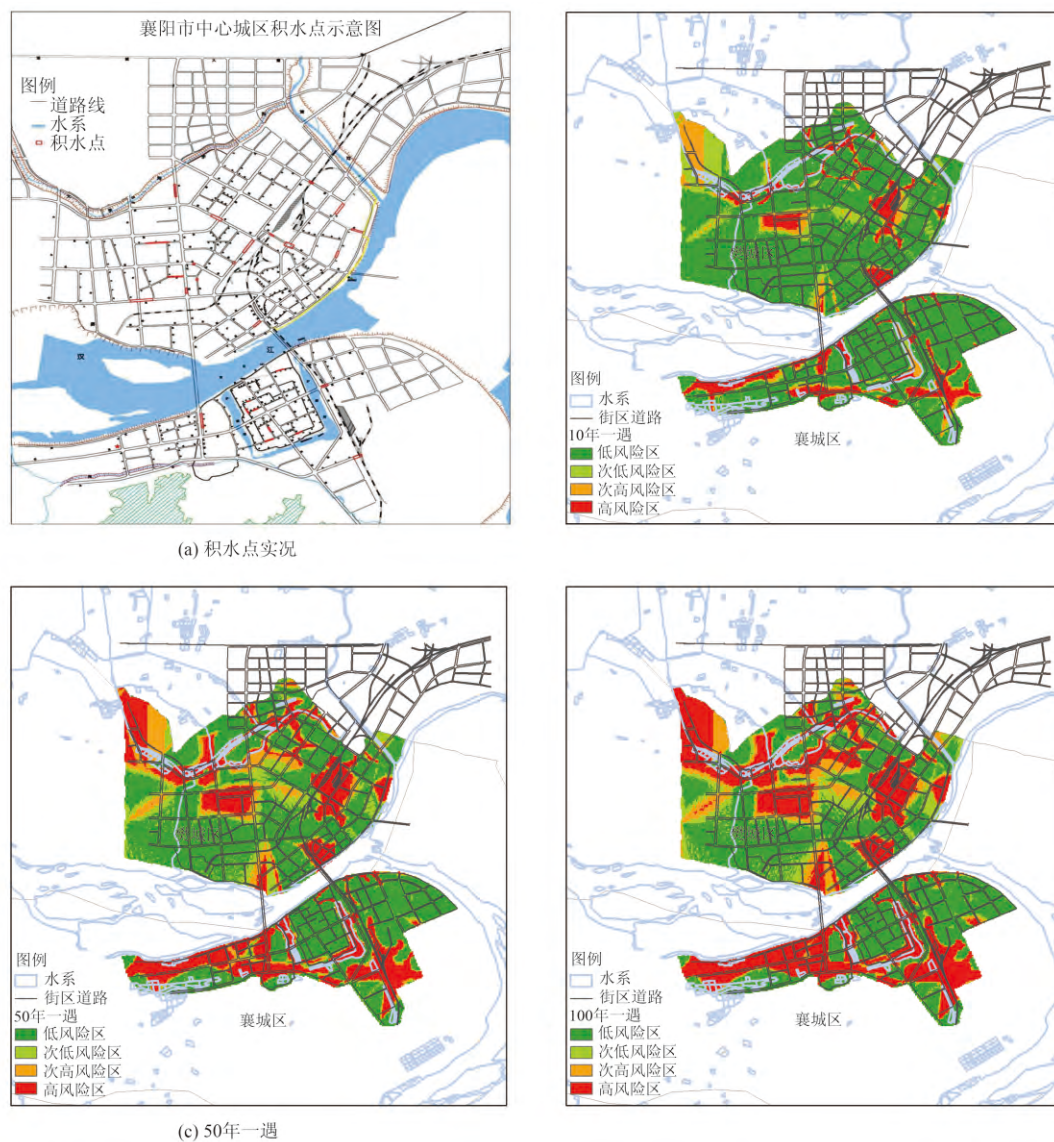 襄阳市中心城区积水点示意图
图例
道路线
水系
积水点
汉
江
(a) 积水点实况
图例
水系
街区道路
10年一遇
低风险区
次低风险区
次高风险区
高风险区
襄城区
图例
水系
街区道路
50年一遇
低风险区
次低风险区
次高风险区
高风险区
襄城区
(c) 50年一遇
图例
水系
街区道路
100年一遇
低风险区
次低风险区
次高风险区
高风险区
襄城区